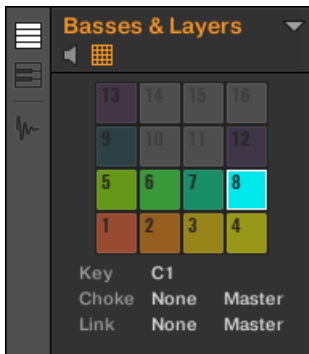 Basses & Layers
13 14 15 16
9 10 11 12
5 6 7 8
1 2 3 4
Key C1
Choke None Master
Link None Master